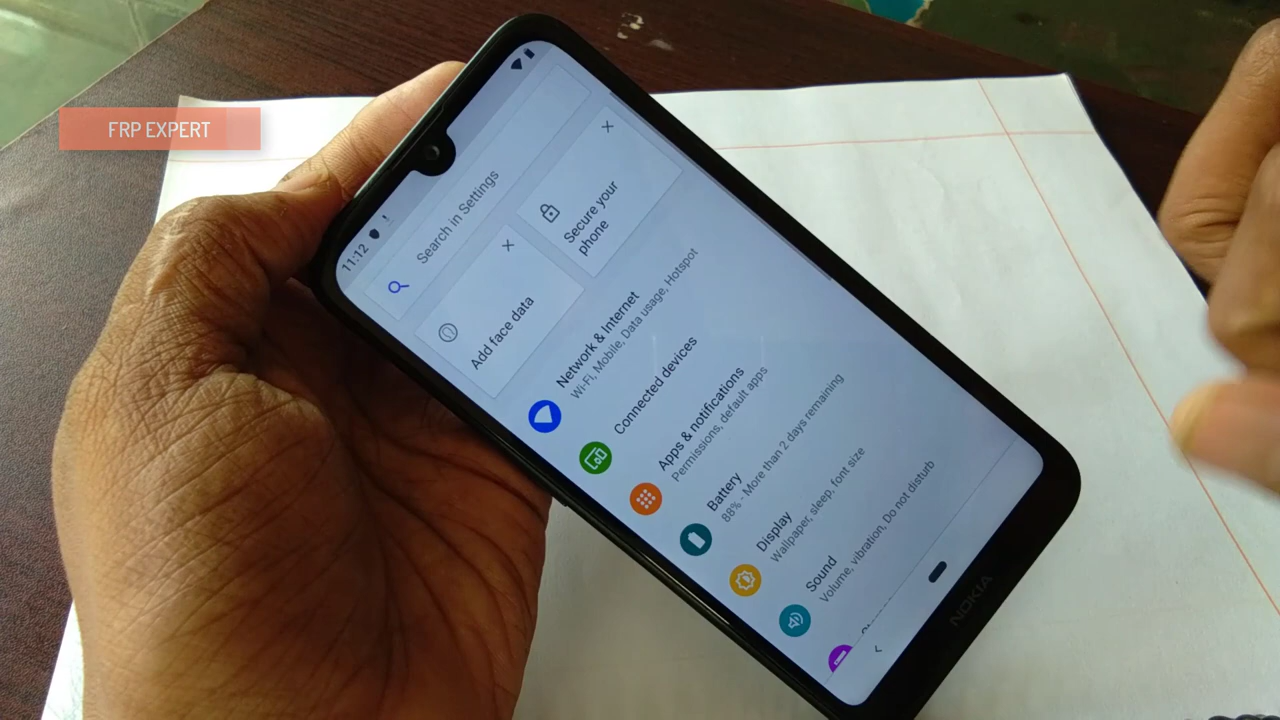 FRP EXPERT
11:12
Search in Settings
Add face data
Secure your
phone
Network & Internet
Wi-Fi, Mobile, Data usage, Hotspot
Connected devices
Apps & notifications
Permissions, default apps
Battery
88% - More than 2 days remaining
Display
Wallpaper, sleep, font size
Sound
Volume, vibration, Do not disturb
NOKIA